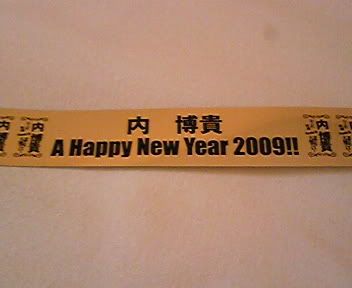 内 博貴
A Happy New Year 2009!!